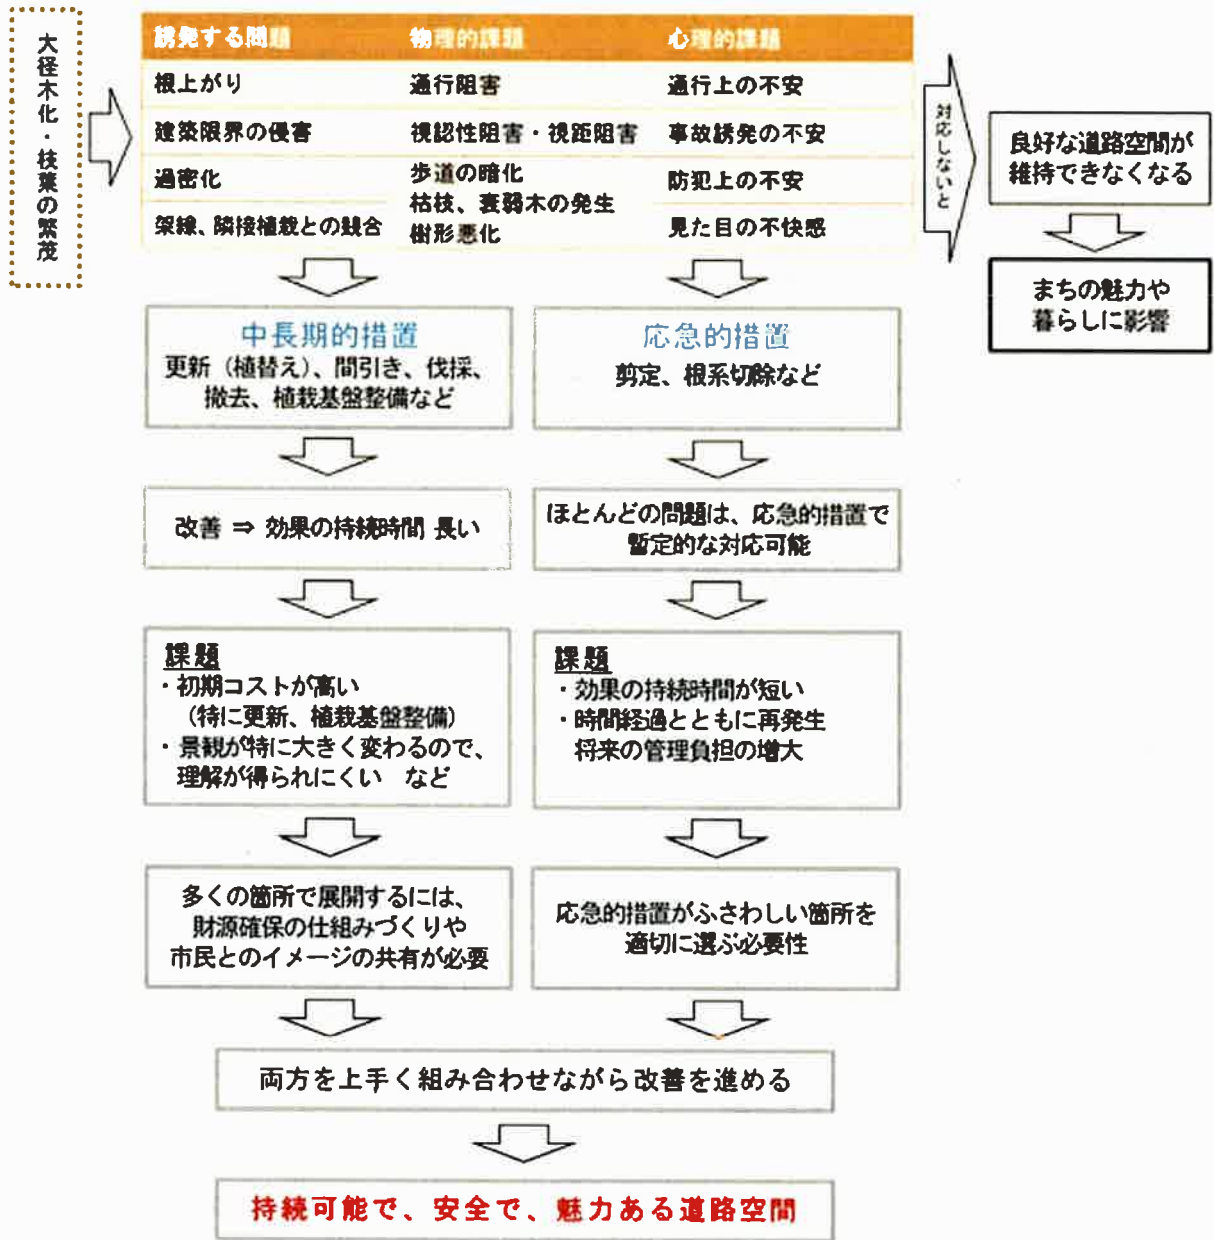 大径木化・枝葉の繁茂
誘発する問題 物理的課題 心理的課題
根上がり 通行阻害 通行上の不安
建築限界の侵害 視認性阻害・視距阻害 事故誘発の不安
過密化 歩道の暗化 防犯上の不安
枯枝、衰弱木の発生
架線、隣接植栽との競合 樹形悪化 見た目の不快感
対応しないと
良好な道路空間が
維持できなくなる
まちの魅力や
暮らしに影響
中長期的措置
更新（植替え）、間引き、伐採、
撤去、植栽基盤整備など
応急的措置
剪定、根系切除など
改善 ⇒ 効果の持続時間 長い
ほとんどの問題は、応急的措置で
暫定的な対応可能
課題
・初期コストが高い
（特に更新、植栽基盤整備）
・景観が特に大きく変わるので、
理解が得られにくい　など
課題
・効果の持続時間が短い
・時間経過とともに再発生
将来の管理負担の増大
多くの箇所で展開するには、
財源確保の仕組みづくりや
市民とのイメージの共有が必要
応急的措置がふさわしい箇所を
適切に選ぶ必要性
両方を上手く組み合わせながら改善を進める
持続可能で、安全で、魅力ある道路空間